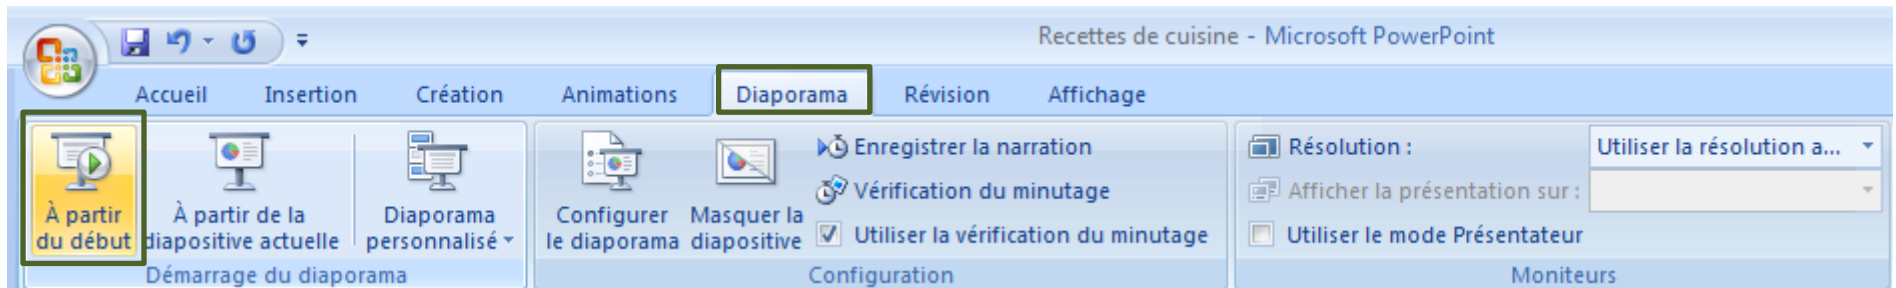 Recettes de cuisine - Microsoft PowerPoint
Accueil Insertion Création Animations Diaporama Révision Affichage
À partir
du début
À partir de la
diapositive actuelle
Diaporama
personnalisé
Démarrage du diaporama
Configurer
le diaporama
Masquer la
diapositive
Enregistrer la narration
Vérification du minutage
Utiliser la vérification du minutage
Configuration
Résolution : Utiliser la résolution a...
Afficher la présentation sur :
Utiliser le mode Présentateur
Moniteurs